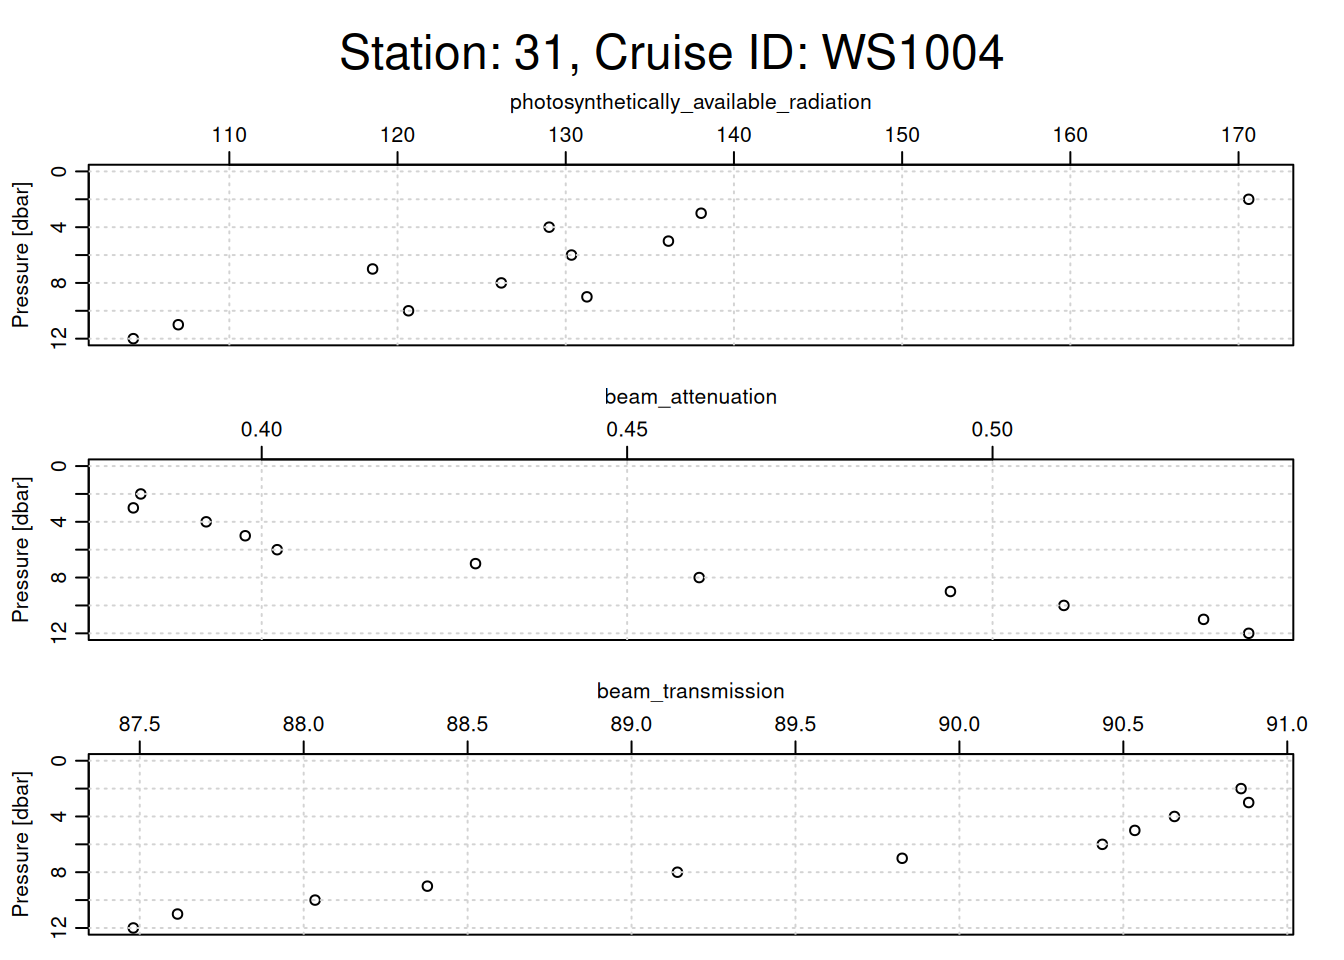 Station: 31, Cruise ID: WS1004
photosynthetically_available_radiation
110 120 130 140 150 160 170
Pressure [dbar]
0
4
8
12
beam_attenuation
0.40 0.45 0.50
Pressure [dbar]
0
4
8
12
beam_transmission
87.5 88.0 88.5 89.0 89.5 90.0 90.5 91.0
Pressure [dbar]
0
4
8
12